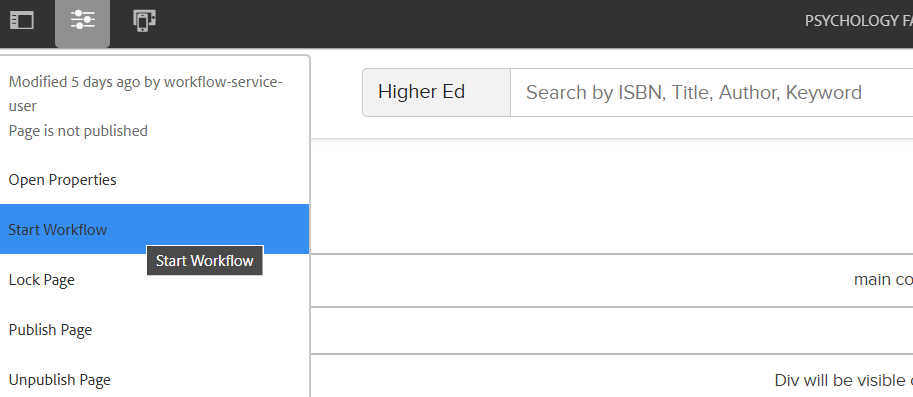 PSYCHOLOGY
Modified 5 days ago by workflow-service-
user
Page is not published
Open Properties
Start Workflow
Start Workflow
Lock Page
Publish Page
Unpublish Page
Higher Ed
Search by ISBN, Title, Author, Keyword
main
Div will be visible